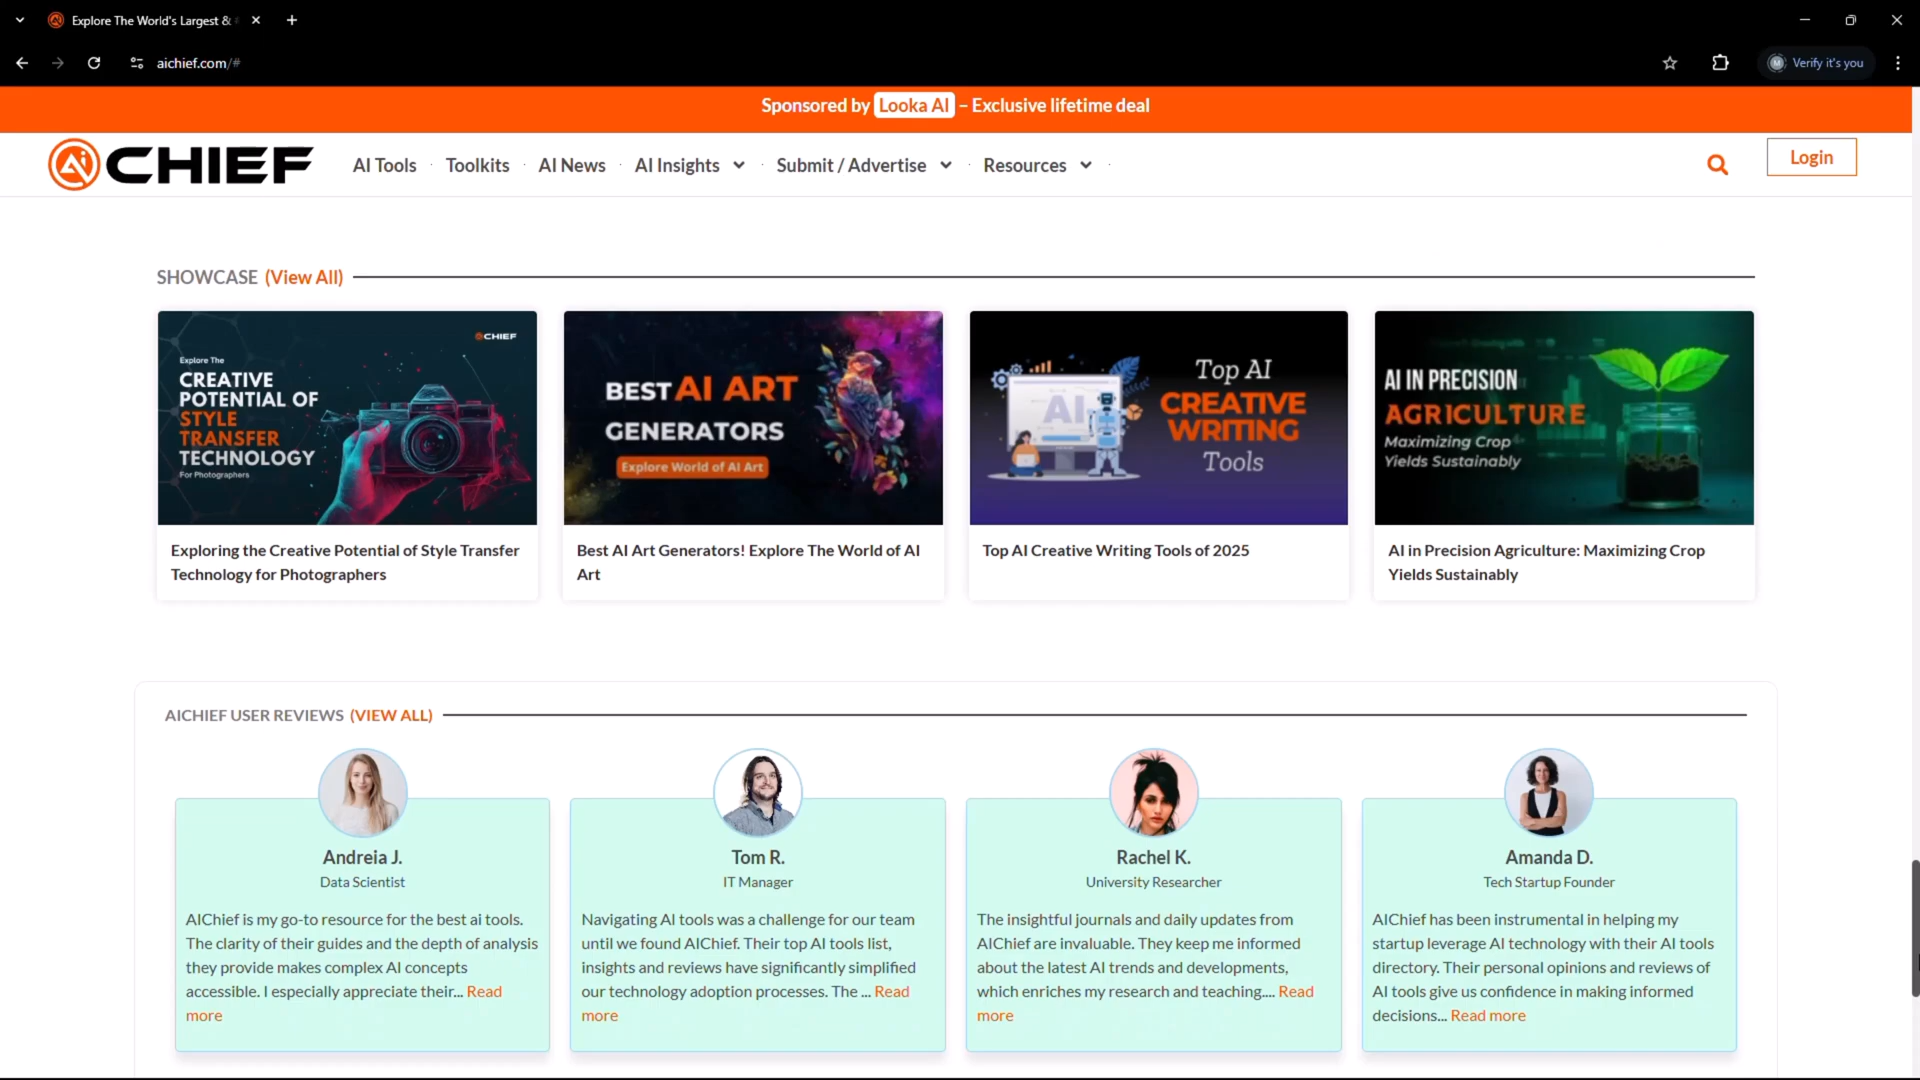 Explore The World's Largest &
aichief.com/#
Verify it's you
Sponsored by Looka AI – Exclusive lifetime deal
Ai CHIEF
AI Tools · Toolkits · AI News · AI Insights · Submit / Advertise · Resources ·
Login
SHOWCASE (View All)
CHIEF
Explore The
CREATIVE
POTENTIAL OF
STYLE
TRANSFER
TECHNOLOGY
For Photographers
BEST AI ART
GENERATORS
Explore World of AI Art
AI
Top AI
CREATIVE
WRITING
Tools
AI IN PRECISION
AGRICULTURE
Maximizing Crop
Yields Sustainably
Exploring the Creative Potential of Style Transfer
Technology for Photographers
Best AI Art Generators! Explore The World of AI
Art
Top AI Creative Writing Tools of 2025
AI in Precision Agriculture: Maximizing Crop
Yields Sustainably
AICHIEF USER REVIEWS (VIEW ALL)
Andreia J.
Data Scientist
AIChief is my go-to resource for the best ai tools.
The clarity of their guides and the depth of analysis
they provide makes complex AI concepts
accessible. I especially appreciate their... Read
more
Tom R.
IT Manager
Navigating AI tools was a challenge for our team
until we found AIChief. Their top AI tools list,
insights and reviews have significantly simplified
our technology adoption processes. The ... Read
more
Rachel K.
University Researcher
The insightful journals and daily updates from
AIChief are invaluable. They keep me informed
about the latest AI trends and developments,
which enriches my research and teaching.... Read
more
Amanda D.
Tech Startup Founder
AIChief has been instrumental in helping my
startup leverage AI technology with their AI tools
directory. Their personal opinions and reviews of
AI tools give us confidence in making informed
decisions... Read more